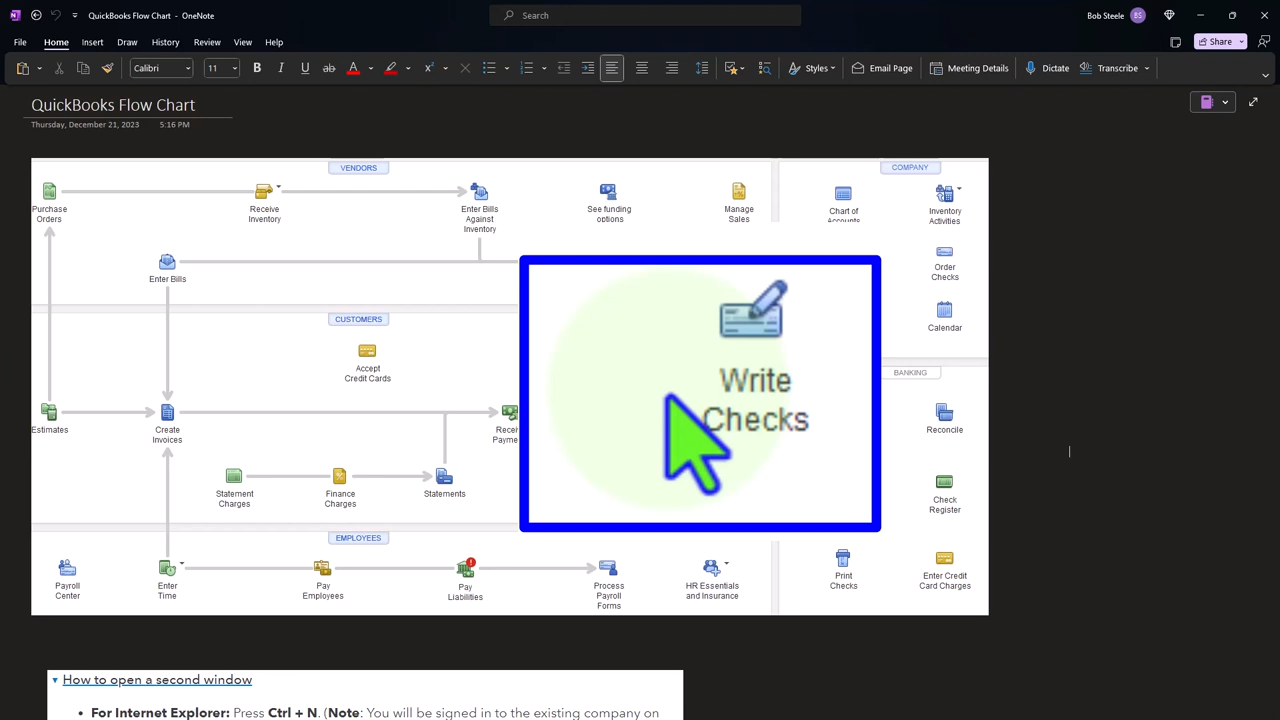 QuickBooks Flow Chart - OneNote
Search
Bob Steele
BS
File
Home
Insert
Draw
History
Review
View
Help
Share
Calibri
11
B
I
U
ab
A
Styles
Email Page
Meeting Details
Dictate
Transcribe
QuickBooks Flow Chart
Thursday, December 21, 2023
5:16 PM
VENDORS
COMPANY
Purchase
Orders
Receive
Inventory
Enter Bills
Against
Inventory
See funding
options
Manage
Sales
Chart of
Accounts
Inventory
Activities
Enter Bills
Order
Checks
Calendar
Write
Checks
CUSTOMERS
Accept
Credit Cards
BANKING
Estimates
Create
Invoices
Reconcile
Statement
Charges
Finance
Charges
Statements
Check
Register
EMPLOYEES
Payroll
Center
Enter
Time
Pay
Employees
Pay
Liabilities
Process
Payroll
Forms
HR Essentials
and Insurance
Print
Checks
Enter Credit
Card Charges
How to open a second window
• For Internet Explorer: Press Ctrl + N. (Note: You will be signed in to the existing company on